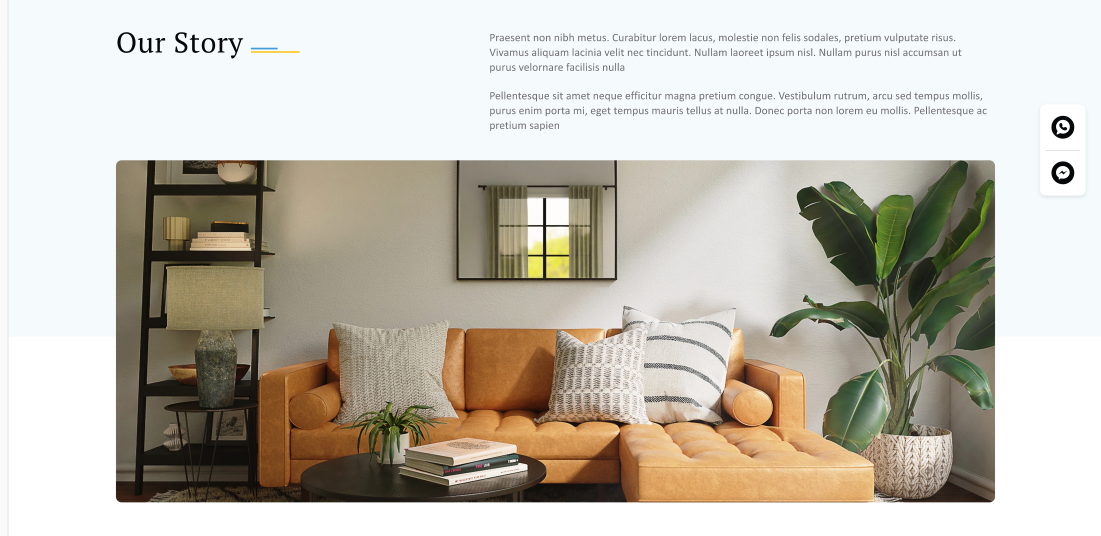 Our Story
Praesent non nibh metus. Curabitur lorem lacus, molestie non felis sodales, pretium vulputate risus.
Vivamus aliquam lacinia velit nec tincidunt. Nullam laoreet ipsum nisl. Nullam purus nisl accumsan ut
purus velornare facilisis nulla
Pellentesque sit amet neque efficitur magna pretium congue. Vestibulum rutrum, arcu sed tempus mollis,
purus enim porta mi, eget tempus mauris tellus at nulla. Donec porta non lorem eu mollis. Pellentesque ac
pretium sapien